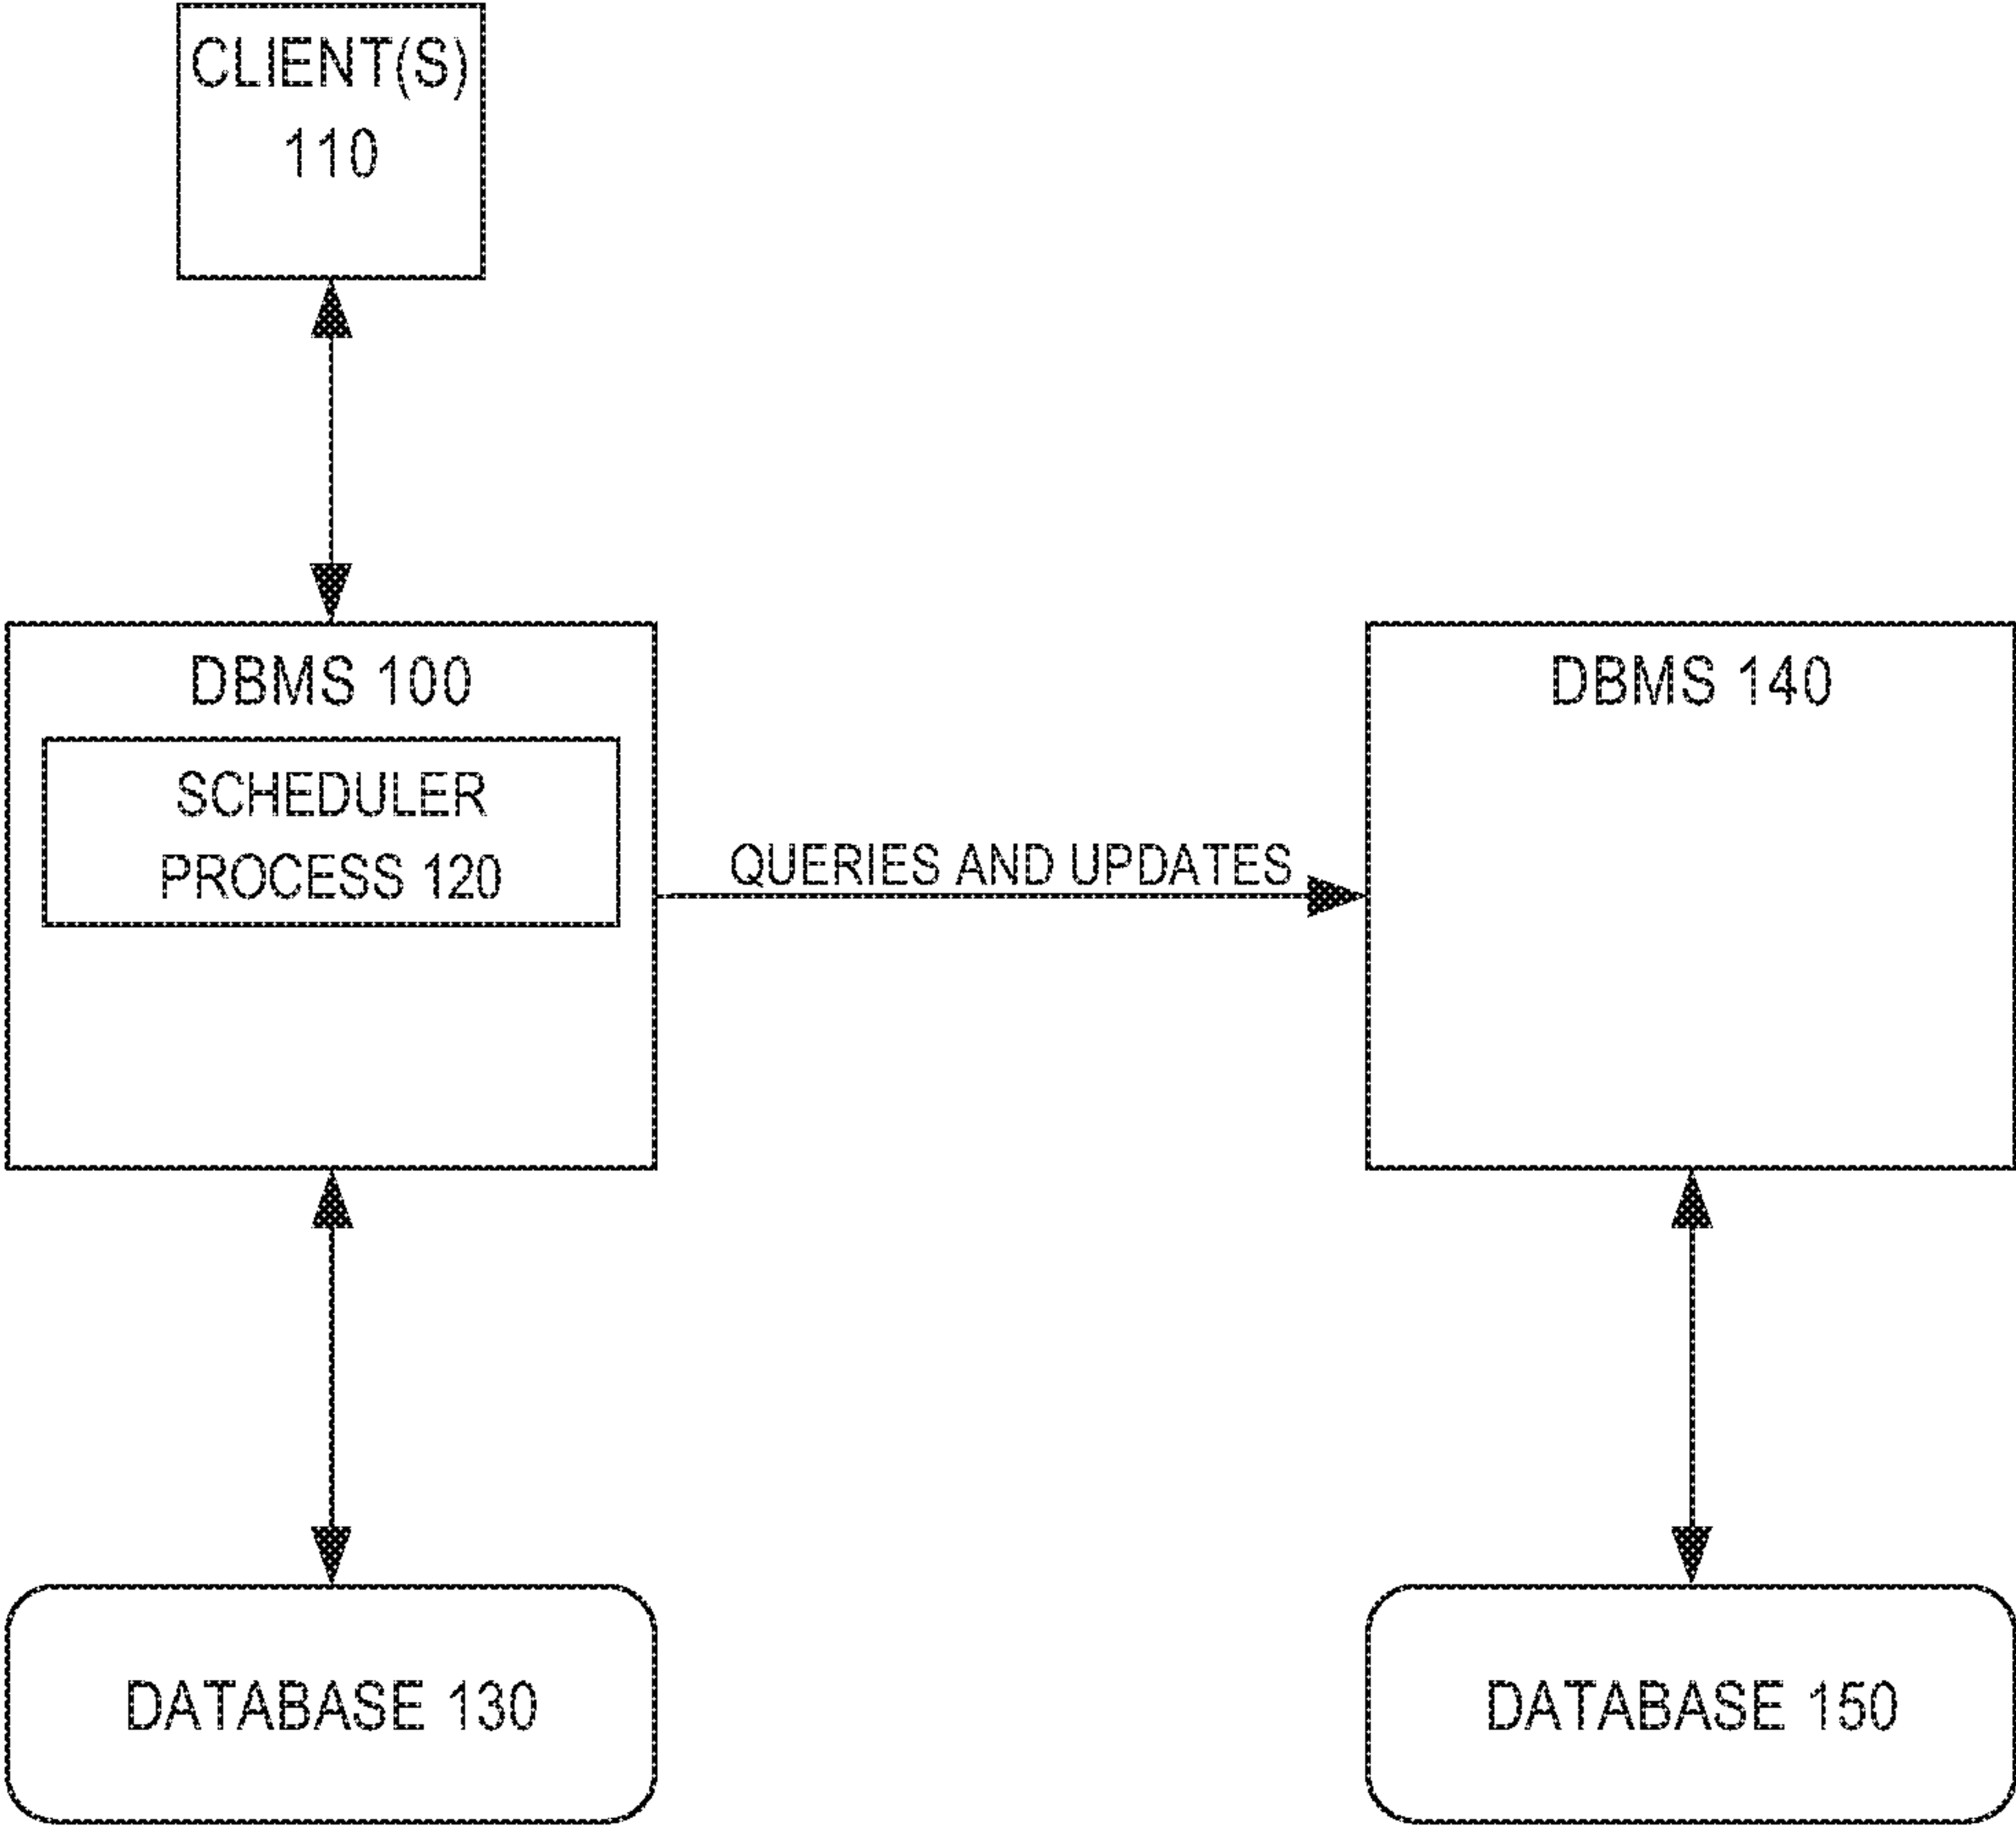 CLIENT(S)
110
DBMS 100
SCHEDULER
PROCESS 120
QUERIES AND UPDATES
DBMS 140
DATABASE 130
DATABASE 150